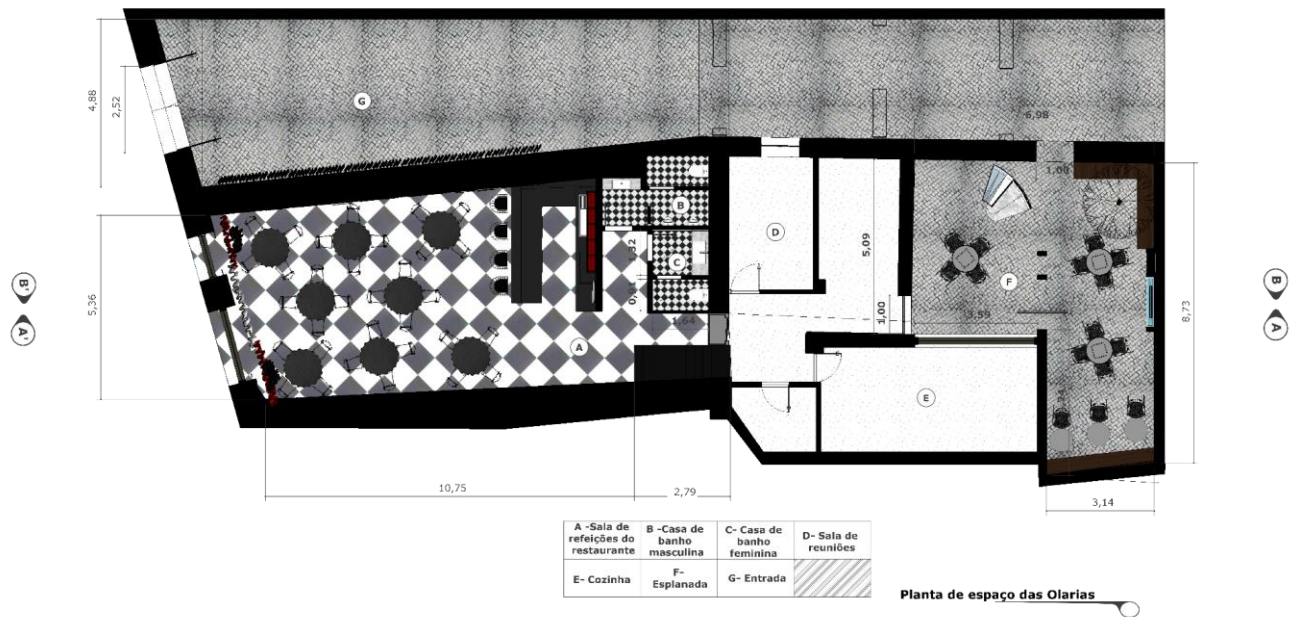 4,88
2,52
G
6,98
1,00
B
D
5,09
C
F
5,36
1,00
3,59
8,73
B'
A'
B
A
1,64
A
E
10,75
2,79
3,14
A -Sala de refeições do restaurante
B -Casa de banho masculina
C- Casa de banho feminina
D- Sala de reuniões
E- Cozinha
F- Esplanada
G- Entrada
Planta de espaço das Olarias